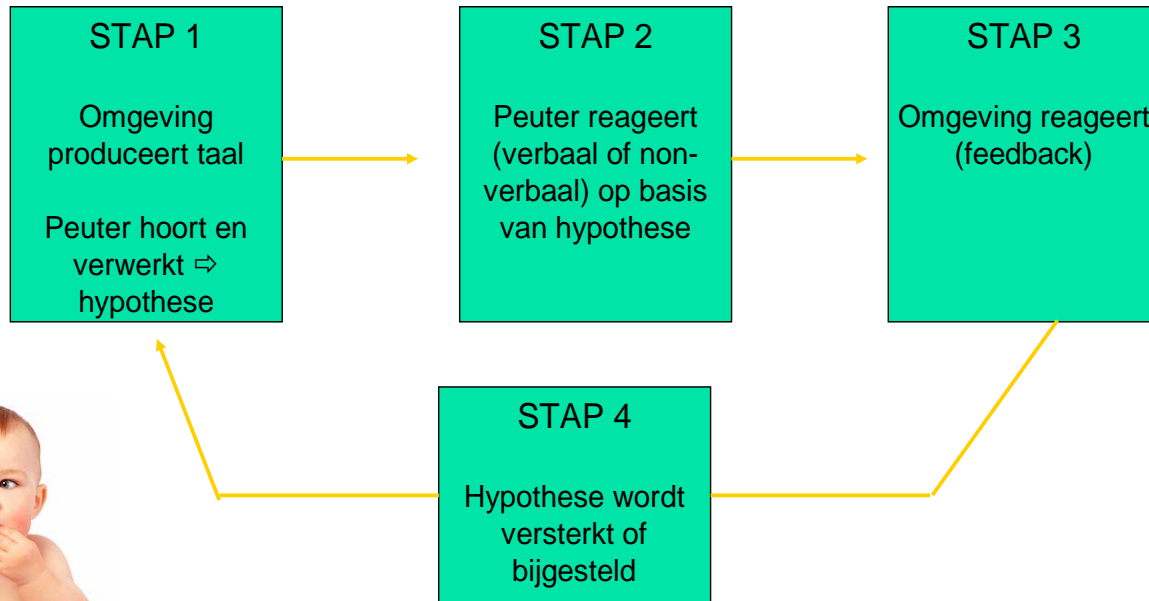 STAP 1
Omgeving
produceert taal
Peuter hoort en
verwerkt ⇨
hypothese
STAP 2
Peuter reageert
(verbaal of non-
verbaal) op basis
van hypothese
STAP 3
Omgeving reageert
(feedback)
STAP 4
Hypothese wordt
versterkt of
bijgesteld